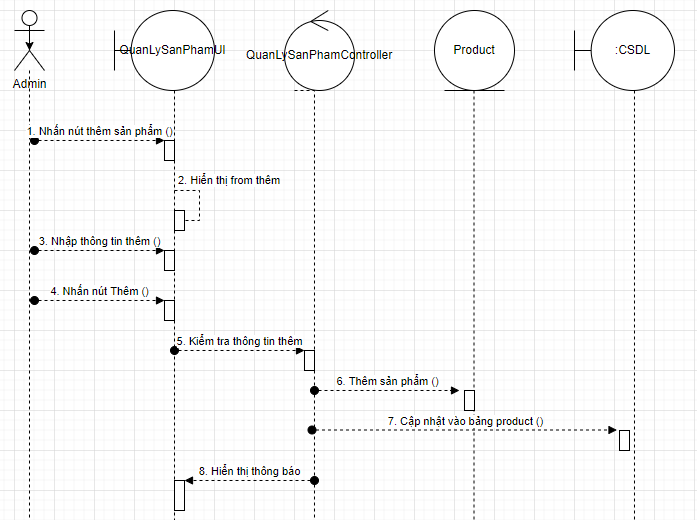 QuanLySanPhamUI
QuanLySanPhamController
Product
:CSDL
Admin
1. Nhấn nút thêm sản phẩm ()
2. Hiển thị from thêm
3. Nhập thông tin thêm ()
4. Nhấn nút Thêm ()
5. Kiểm tra thông tin thêm
6. Thêm sản phẩm ()
7. Cập nhật vào bảng product ()
8. Hiển thị thông báo